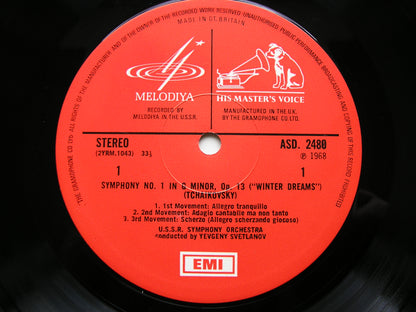 MADE IN GT. BRITAIN
ALL RIGHTS OF THE MANUFACTURER AND OF THE OWNER OF THE RECORDED WORK RESERVED·UNAUTHORISED PUBLIC PERFORMANCE BROADCASTING AND COPYING OF THIS RECORD PROHIBITED
THE GRAMOPHONE CO LTD.
MELODIYA
HIS MASTER'S VOICE
RECORDED BY
MELODIYA IN THE U.S.S.R.
MANUFACTURED IN THE U.K.
BY THE GRAMOPHONE CO LTD.
STEREO
ASD. 2480
(2YRM.1043) 33⅓
℗ 1968
1
1
SYMPHONY NO. 1 IN G MINOR, Op. 13 ("WINTER DREAMS")
(TCHAIKOVSKY)
1. 1st Movement: Allegro tranquillo
2. 2nd Movement: Adagio cantabile ma non tanto
3. 3rd Movement: Scherzo (Allegro scherzando giocoso)
U.S.S.R. SYMPHONY ORCHESTRA
conducted by YEVGENY SVETLANOV
EMI